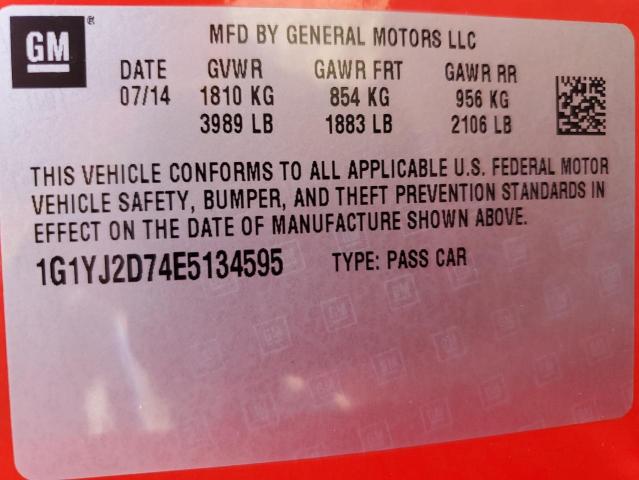 GM ®
MFD BY GENERAL MOTORS LLC
DATE GVWR GAWR FRT GAWR RR
07/14 1810 KG 854 KG 956 KG
3989 LB 1883 LB 2106 LB
THIS VEHICLE CONFORMS TO ALL APPLICABLE U.S. FEDERAL MOTOR
VEHICLE SAFETY, BUMPER, AND THEFT PREVENTION STANDARDS IN
EFFECT ON THE DATE OF MANUFACTURE SHOWN ABOVE.
1G1YJ2D74E5134595 TYPE: PASS CAR